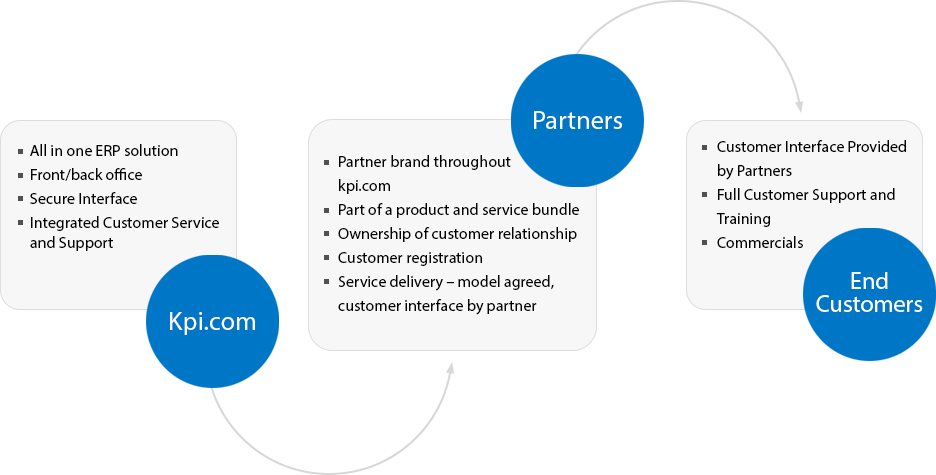 All in one ERP solution
Front/back office
Secure Interface
Integrated Customer Service
and Support
Kpi.com
Partners
Partner brand throughout
kpi.com
Part of a product and service bundle
Ownership of customer relationship
Customer registration
Service delivery – model agreed,
customer interface by partner
Customer Interface Provided
by Partners
Full Customer Support and
Training
Commercials
End
Customers